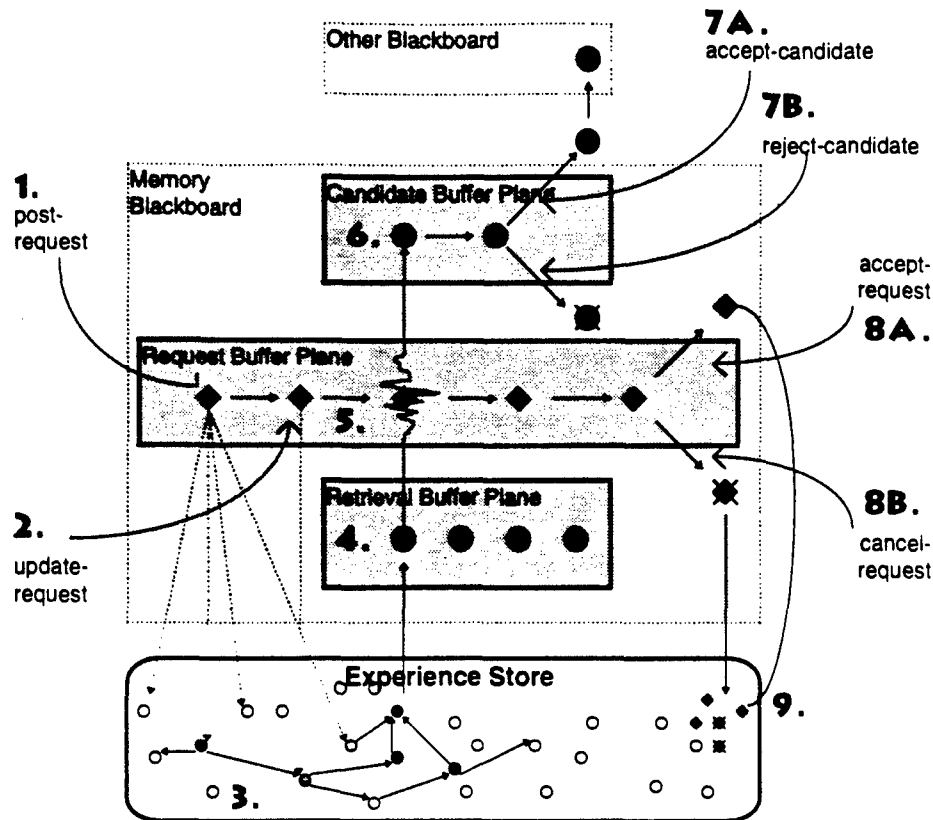 7A.
accept-candidate
Other Blackboard
7B.
reject-candidate
1.
post-
request
Memory
Blackboard
Candidate Buffer Plane
6.
accept-
request
8A.
Request Buffer Plane
5.
2.
update-
request
Retrieval Buffer Plane
4.
8B.
cancel-
request
Experience Store
9.
3.